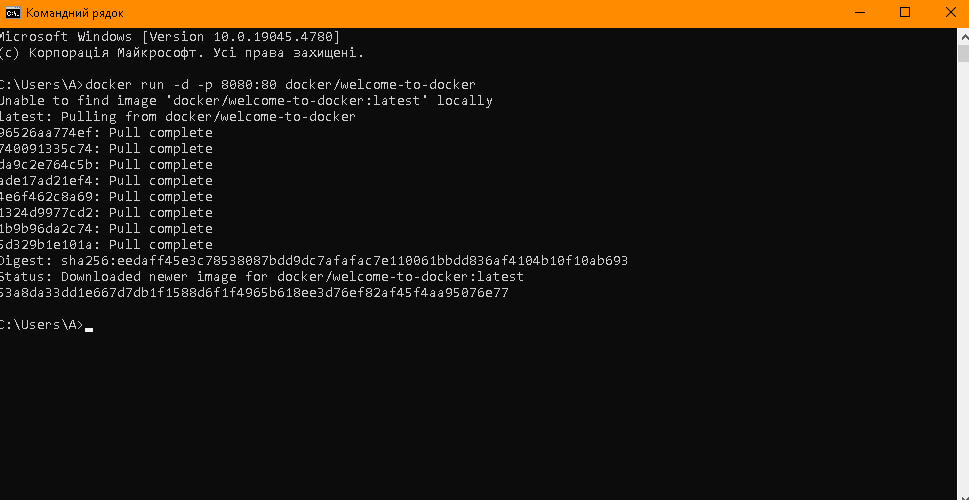 Командний рядок
Microsoft Windows [Version 10.0.19045.4780]
(c) Корпорація Майкрософт. Усі права захищені.
C:\Users\A>docker run -d -p 8080:80 docker/welcome-to-docker
Unable to find image 'docker/welcome-to-docker:latest' locally
latest: Pulling from docker/welcome-to-docker
96526aa774ef: Pull complete
740091335c74: Pull complete
da9c2e764c5b: Pull complete
ade17ad21ef4: Pull complete
4e6f462c8a69: Pull complete
1324d9977cd2: Pull complete
1b9b96da2c74: Pull complete
5d329b1e101a: Pull complete
Digest: sha256:eedaff45e3c78538087bdd9dc7afafac7e110061bbdd836af4104b10f10ab693
Status: Downloaded newer image for docker/welcome-to-docker:latest
53a8da33dd1e667d7db1f1588d6f1f4965b618ee3d76ef82af45f4aa95076e77
C:\Users\A>